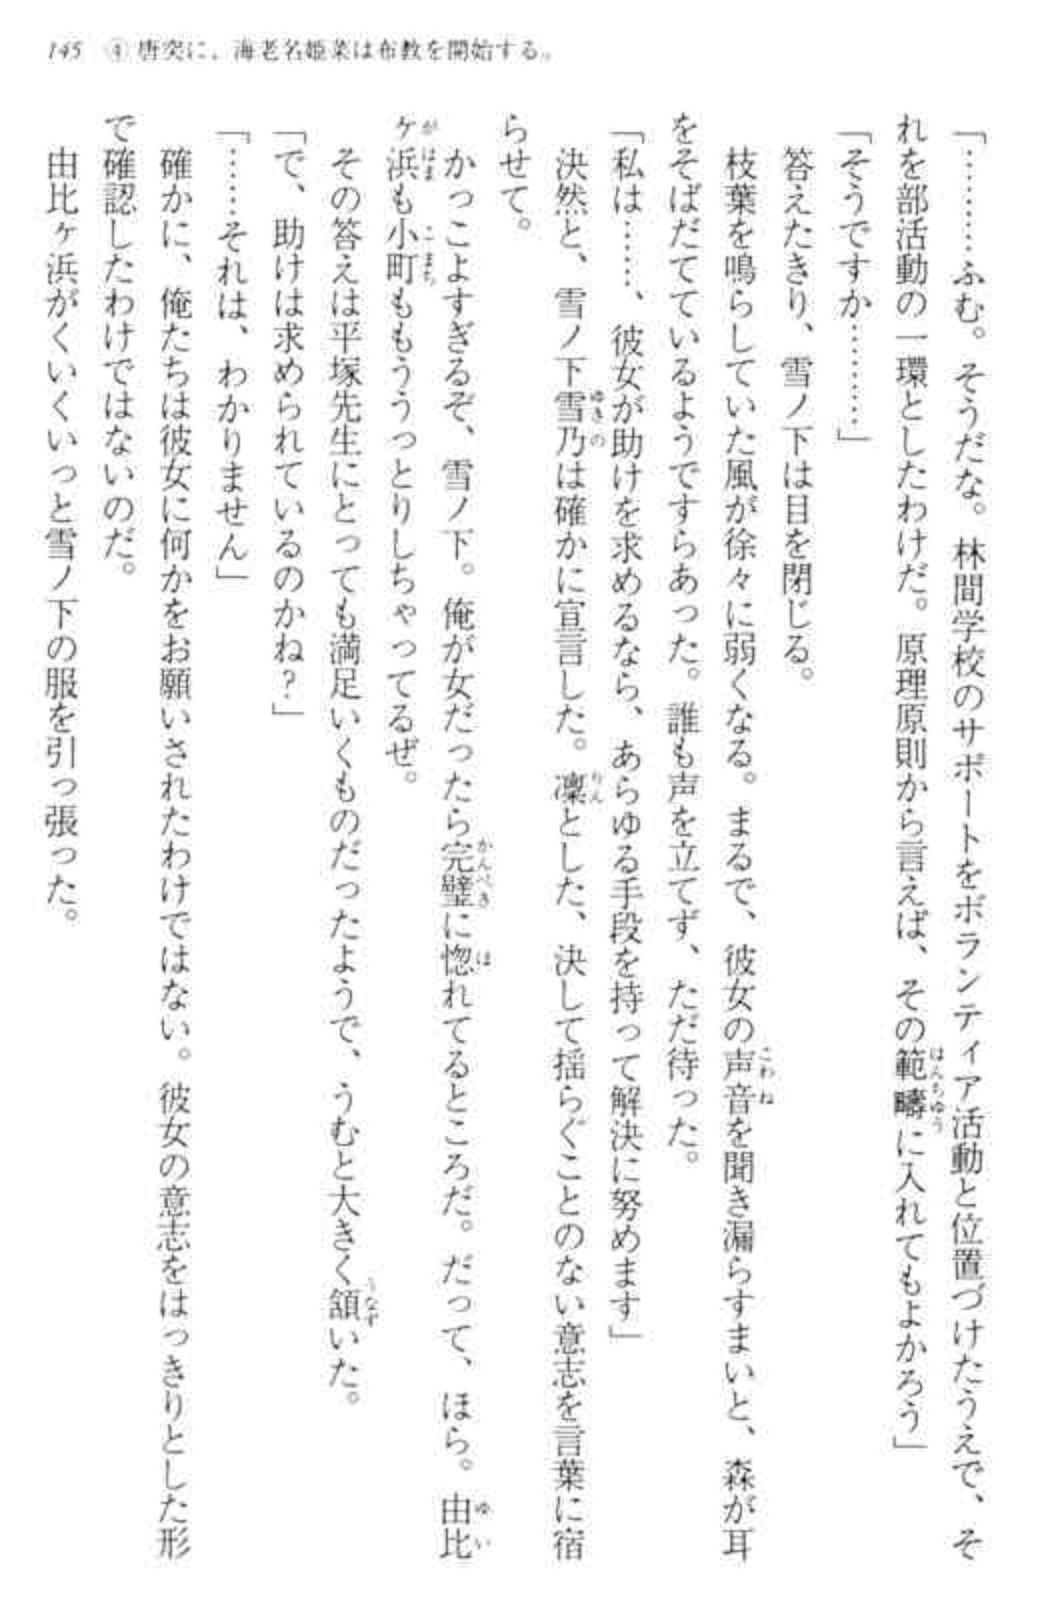 145　④ 唐突に、海老名姫菜は布教を開始する。
「………ふむ。そうだな。林間学校のサポートをボランティア活動と位置づけたうえで、そ
れを部活動の一環としたわけだ。原理原則から言えば、その範疇に入れてもよかろう」
「そうですか………」
答えたきり、雪ノ下は目を閉じる。
枝葉を鳴らしていた風が徐々に弱くなる。まるで、彼女の声音を聞き漏らすまいと、森が耳
をそばだてているようですらあった。誰も声を立てず、ただ待った。
「私は……、彼女が助けを求めるなら、あらゆる手段を持って解決に努めます」
決然と、雪ノ下雪乃は確かに宣言した。凜とした、決して揺らぐことのない意志を言葉に宿
らせて。
かっこよすぎるぞ、雪ノ下。俺が女だったら完璧に惚れてるところだ。だって、ほら。由比
ヶ浜も小町ももううっとりしちゃってるぜ。
その答えは平塚先生にとっても満足いくものだったようで、うむと大きく頷いた。
「で、助けは求められているのかね?」
「……それは、わかりません」
確かに、俺たちは彼女に何かをお願いされたわけではない。彼女の意志をはっきりとした形
で確認したわけではないのだ。
由比ヶ浜がくいくいっと雪ノ下の服を引っ張った。